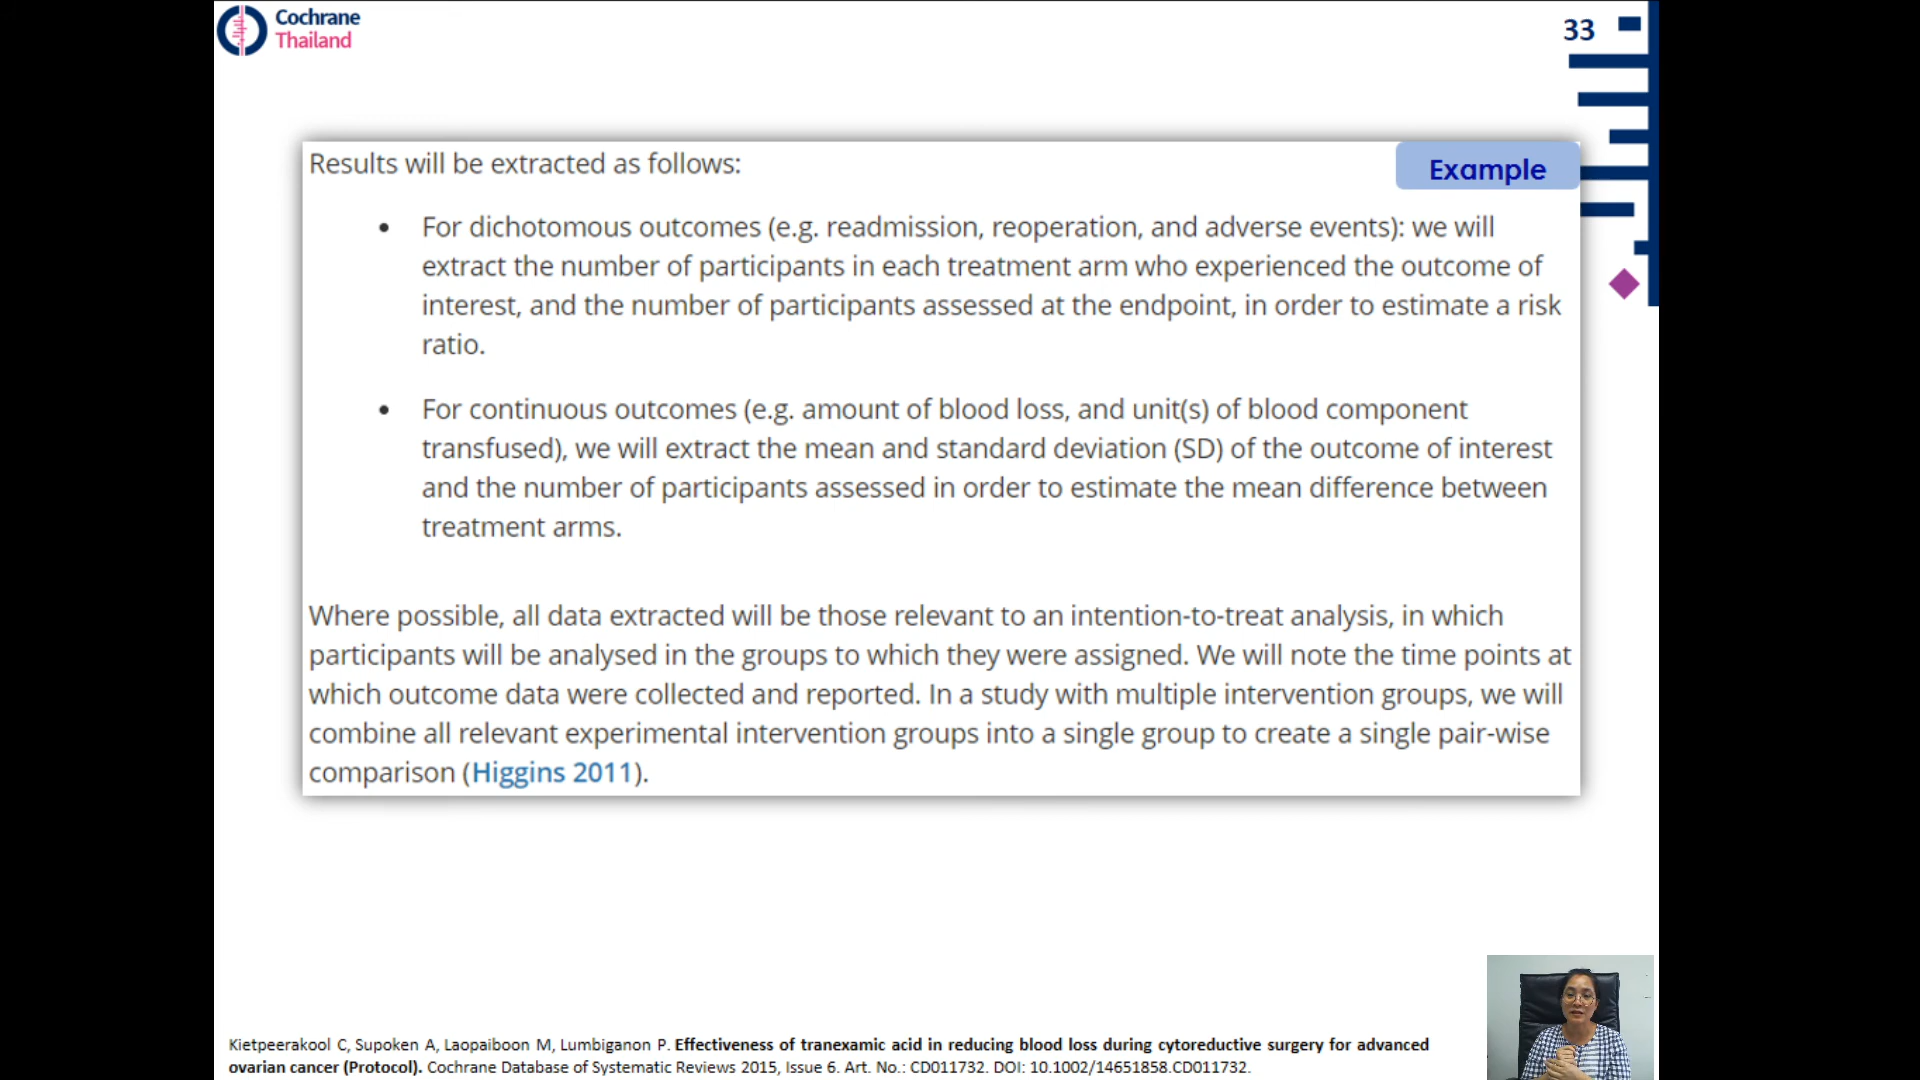 Cochrane
Thailand
33
Example
Results will be extracted as follows:
• For dichotomous outcomes (e.g. readmission, reoperation, and adverse events): we will
extract the number of participants in each treatment arm who experienced the outcome of
interest, and the number of participants assessed at the endpoint, in order to estimate a risk
ratio.
• For continuous outcomes (e.g. amount of blood loss, and unit(s) of blood component
transfused), we will extract the mean and standard deviation (SD) of the outcome of interest
and the number of participants assessed in order to estimate the mean difference between
treatment arms.
Where possible, all data extracted will be those relevant to an intention-to-treat analysis, in which
participants will be analysed in the groups to which they were assigned. We will note the time points at
which outcome data were collected and reported. In a study with multiple intervention groups, we will
combine all relevant experimental intervention groups into a single group to create a single pair-wise
comparison (Higgins 2011).
Kietpeerakool C, Supoken A, Laopaiboon M, Lumbiganon P. Effectiveness of tranexamic acid in reducing blood loss during cytoreductive surgery for advanced
ovarian cancer (Protocol). Cochrane Database of Systematic Reviews 2015, Issue 6. Art. No.: CD011732. DOI: 10.1002/14651858.CD011732.